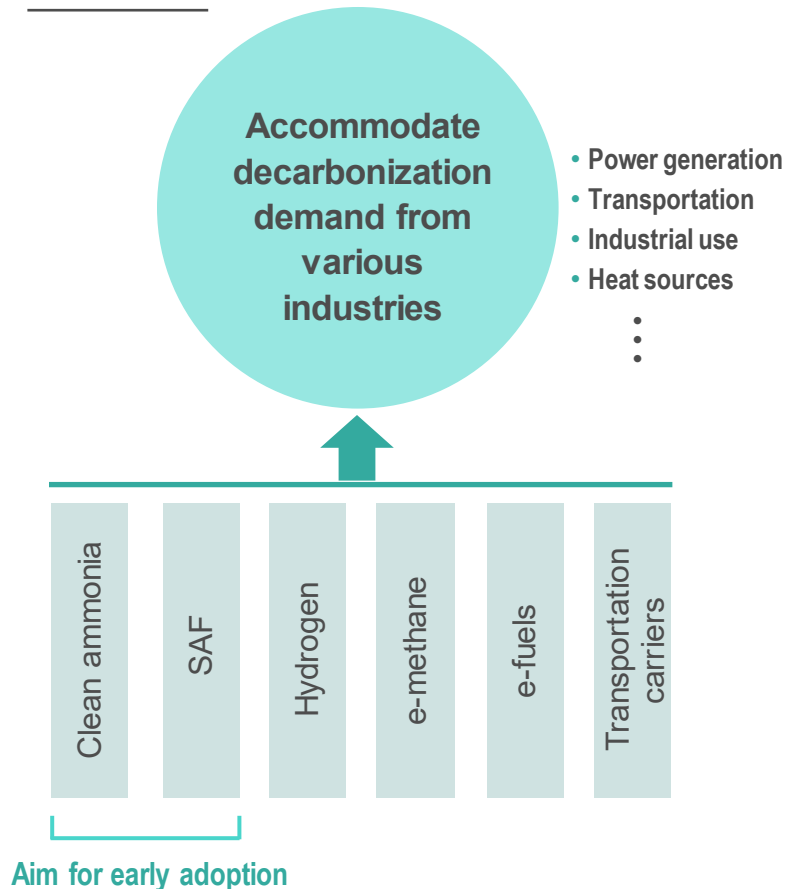 Accommodate
decarbonization
demand from
various
industries
• Power generation
• Transportation
• Industrial use
• Heat sources
Clean ammonia
SAF
Hydrogen
e-methane
e-fuels
Transportation
carriers
Aim for early adoption